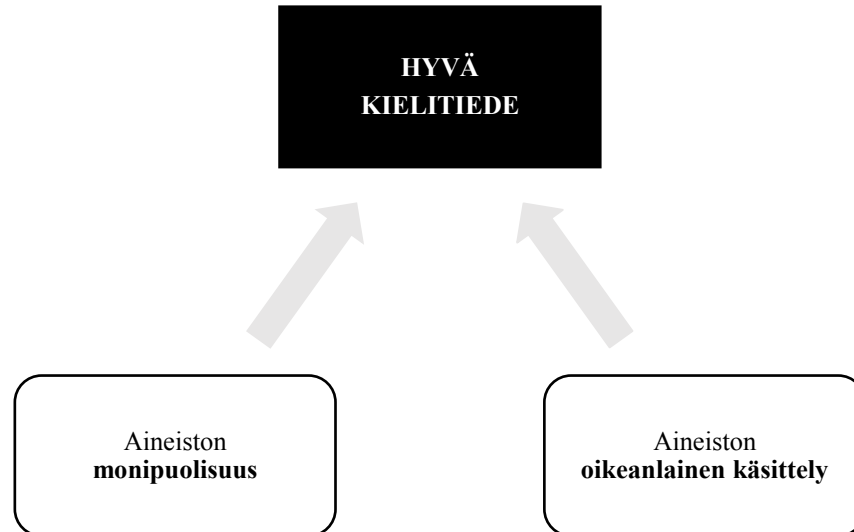 HYVÄ
KIELITIEDE
Aineiston
monipuolisuus
Aineiston
oikeanlainen käsittely